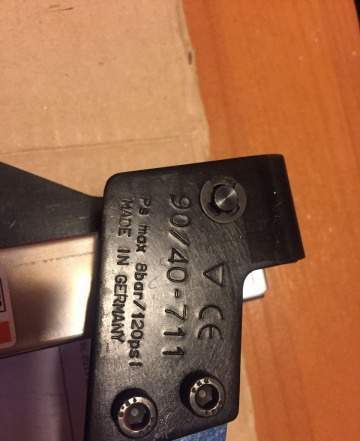 90/40-711 ▽ CE
PS max 8bar/120psi
MADE IN GERMANY